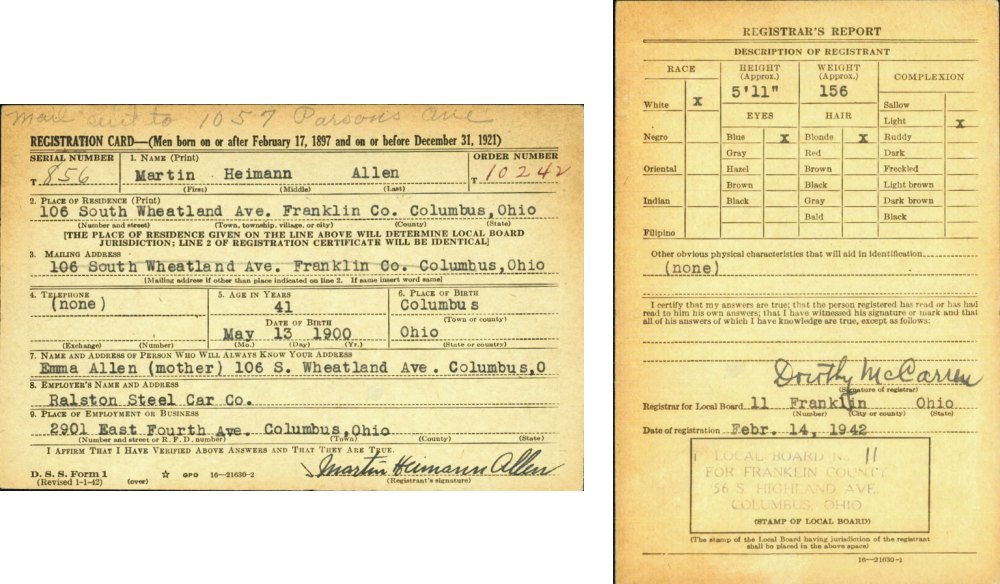 Mail sent to 1057 Parsons Ave
REGISTRATION CARD—(Men born on or after February 17, 1897 and on or before December 31, 1921)
SERIAL NUMBER 1. NAME (Print) ORDER NUMBER
T 856 Martin Heimann Allen T 10242
(First) (Middle) (Last)
2. PLACE OF RESIDENCE (Print)
106 South Wheatland Ave. Franklin Co. Columbus,Ohio
(Number and street) (Town, township, village, or city) (County) (State)
[THE PLACE OF RESIDENCE GIVEN ON THE LINE ABOVE WILL DETERMINE LOCAL BOARD
JURISDICTION; LINE 2 OF REGISTRATION CERTIFICATE WILL BE IDENTICAL]
3. MAILING ADDRESS
106 South Wheatland Ave. Franklin Co. Columbus,Ohio
[Mailing address if other than place indicated on line 2. If same insert word same]
4. TELEPHONE 5. AGE IN YEARS 6. PLACE OF BIRTH
(none) 41 Columbus
DATE OF BIRTH (Town or county)
May 13 1900 Ohio
(Exchange) (Number) (Mo.) (Day) (Yr.) (State or country)
7. NAME AND ADDRESS OF PERSON WHO WILL ALWAYS KNOW YOUR ADDRESS
Emma Allen (mother) 106 S. Wheatland Ave. Columbus,O
8. EMPLOYER'S NAME AND ADDRESS
Ralston Steel Car Co.
9. PLACE OF EMPLOYMENT OR BUSINESS
2901 East Fourth Ave. Columbus,Ohio
(Number and street or R. F. D. number) (Town) (County) (State)
I AFFIRM THAT I HAVE VERIFIED ABOVE ANSWERS AND THAT THEY ARE TRUE.
Martin Heimann Allen
D. S. S. Form 1 GPO 16—21630-2 (Registrant's signature)
(Revised 1-1-42) (over)
REGISTRAR'S REPORT
DESCRIPTION OF REGISTRANT
RACE HEIGHT (Approx.) WEIGHT (Approx.) COMPLEXION
5'11" 156
White X Sallow
EYES HAIR Light X
Negro Blue X Blonde X Ruddy
Gray Red Dark
Oriental Hazel Brown Freckled
Brown Black Light brown
Indian Black Gray Dark brown
Bald Black
Filipino
Other obvious physical characteristics that will aid in identification
(none)
I certify that my answers are true; that the person registered has read or has had
read to him his own answers; that I have witnessed his signature or mark and that
all of his answers of which I have knowledge are true, except as follows:
Dorothy McCarren
(Signature of registrar)
Registrar for Local Board 11 Franklin Ohio
(Number) (City or county) (State)
Date of registration Febr. 14, 1942
LOCAL BOARD No. 11
FOR FRANKLIN COUNTY
56 S. HIGHLAND AVE.
COLUMBUS, OHIO
(STAMP OF LOCAL BOARD)
(The stamp of the Local Board having jurisdiction of the registrant
shall be placed in the above space)
16—21630-2